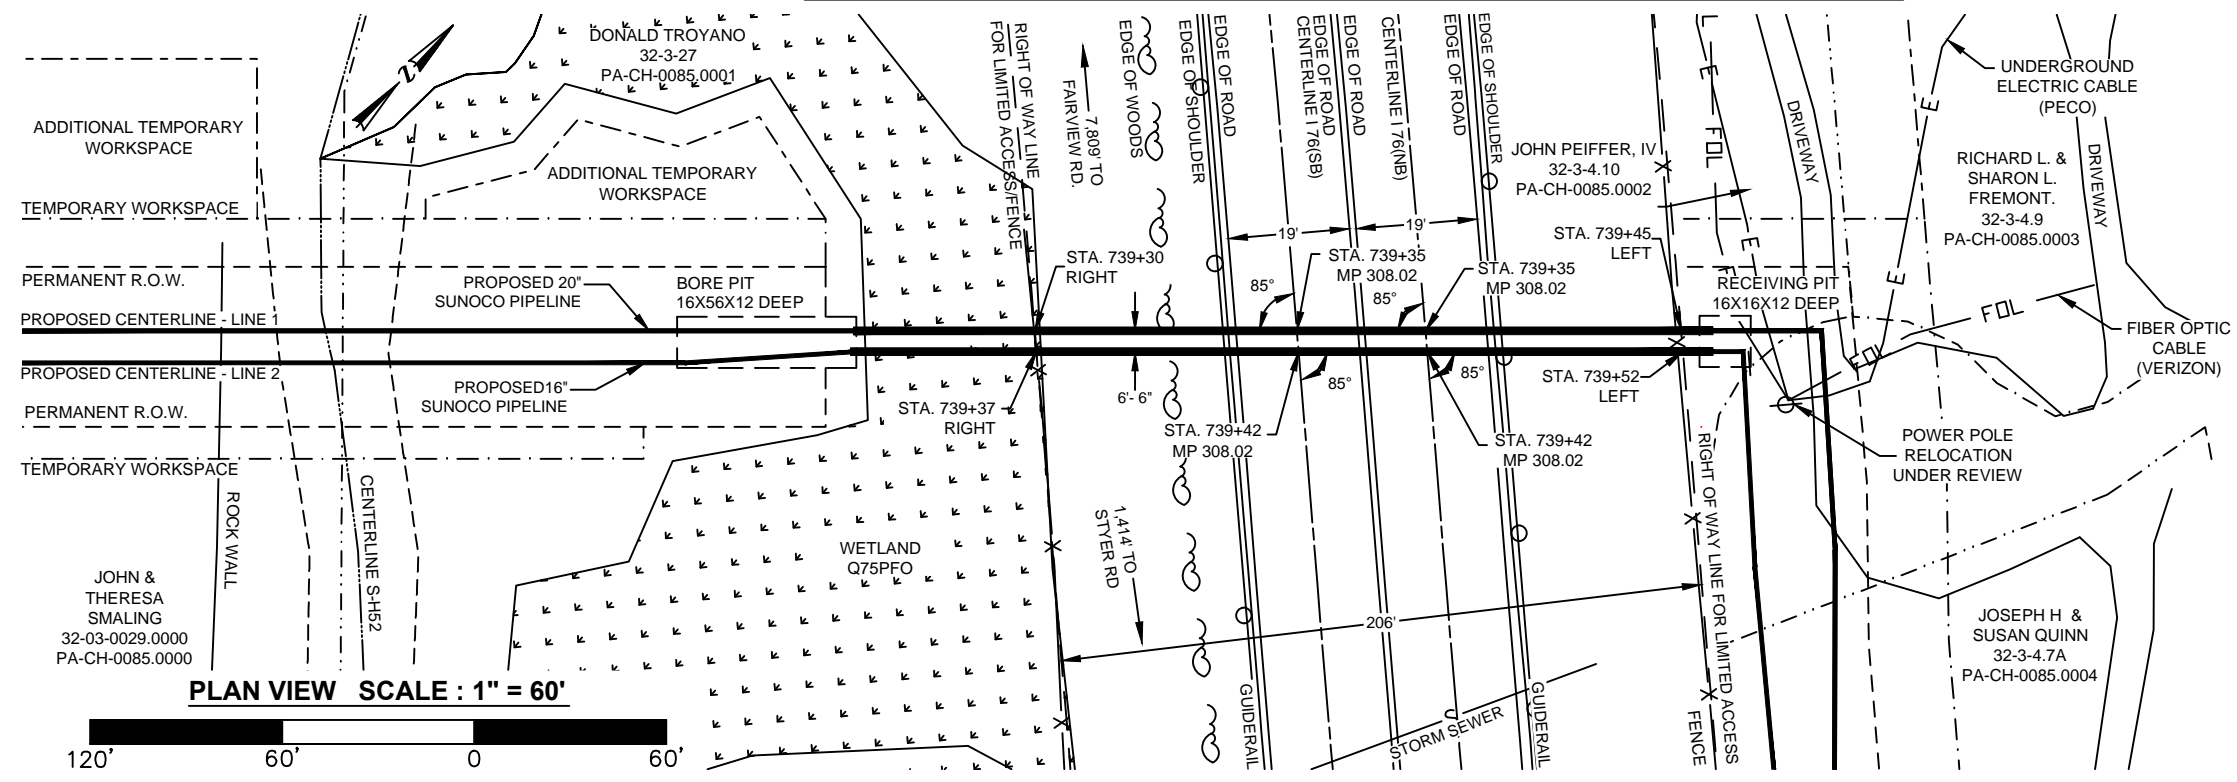 ADDITIONAL TEMPORARY
WORKSPACE
TEMPORARY WORKSPACE
PERMANENT R.O.W.
PROPOSED CENTERLINE - LINE 1
PROPOSED CENTERLINE - LINE 2
PERMANENT R.O.W.
TEMPORARY WORKSPACE
ROCK WALL
CENTERLINE S-H52
JOHN &
THERESA
SMALING
32-03-0029.0000
PA-CH-0085.0000
Z
DONALD TROYANO
32-3-27
PA-CH-0085.0001
ADDITIONAL TEMPORARY
WORKSPACE
PROPOSED 20"
SUNOCO PIPELINE
BORE PIT
16X56X12 DEEP
PROPOSED16"
SUNOCO PIPELINE
WETLAND
Q75PFO
RIGHT OF WAY LINE
FOR LIMITED ACCESS/FENCE
7,809' TO
FAIRVIEW RD.
EDGE OF WOODS
EDGE OF SHOULDER
EDGE OF ROAD
CENTERLINE I 76(SB)
EDGE OF ROAD
EDGE OF ROAD
CENTERLINE I 76(NB)
EDGE OF ROAD
EDGE OF SHOULDER
19'
19'
STA. 739+30
RIGHT
STA. 739+35
MP 308.02
STA. 739+35
MP 308.02
STA. 739+45
LEFT
85°
85°
85°
85°
6'- 6"
STA. 739+37
RIGHT
STA. 739+42
MP 308.02
STA. 739+42
MP 308.02
STA. 739+52
LEFT
1,414' TO
STYER RD
206'
GUIDERAIL
STORM SEWER
GUIDERAIL
JOHN PEIFFER, IV
32-3-4.10
PA-CH-0085.0002
RECEIVING PIT
16X16X12 DEEP
DRIVEWAY
DRIVEWAY
E
E
E
E
E
E
FOL
FOL
FOL
UNDERGROUND
ELECTRIC CABLE
(PECO)
RICHARD L. &
SHARON L.
FREMONT.
32-3-4.9
PA-CH-0085.0003
FIBER OPTIC
CABLE
(VERIZON)
POWER POLE
RELOCATION
UNDER REVIEW
RIGHT OF WAY LINE FOR LIMITED ACCESS
FENCE
JOSEPH H &
SUSAN QUINN
32-3-4.7A
PA-CH-0085.0004
PLAN VIEW SCALE : 1" = 60'
120' 60' 0 60'